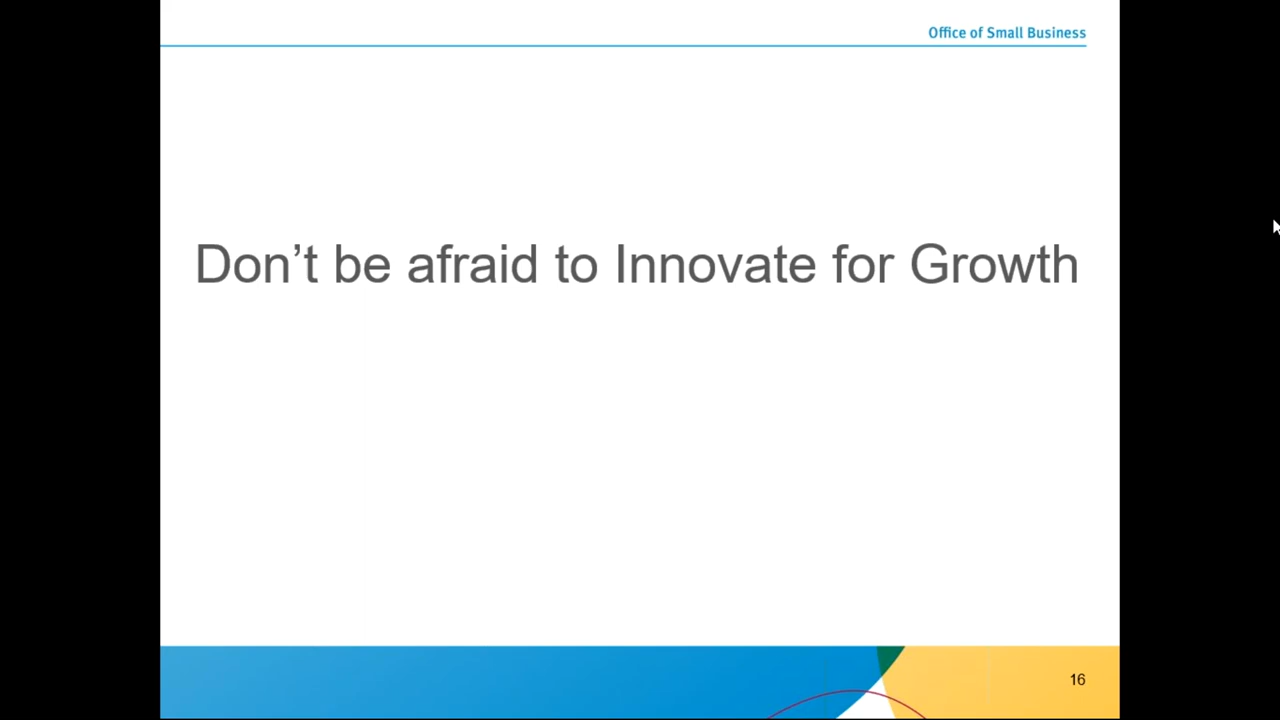 Office of Small Business
Don’t be afraid to Innovate for Growth
16